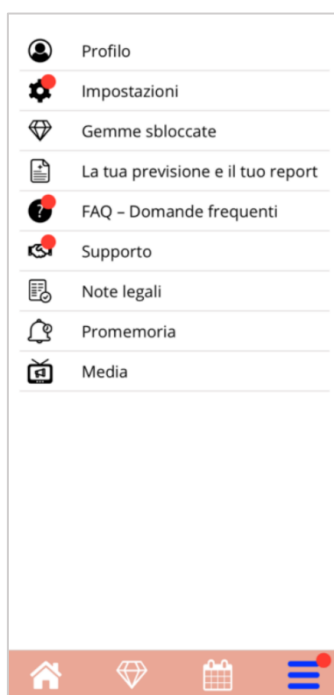 Profilo
Impostazioni
Gemme sbloccate
La tua previsione e il tuo report
FAQ – Domande frequenti
Supporto
Note legali
Promemoria
Media